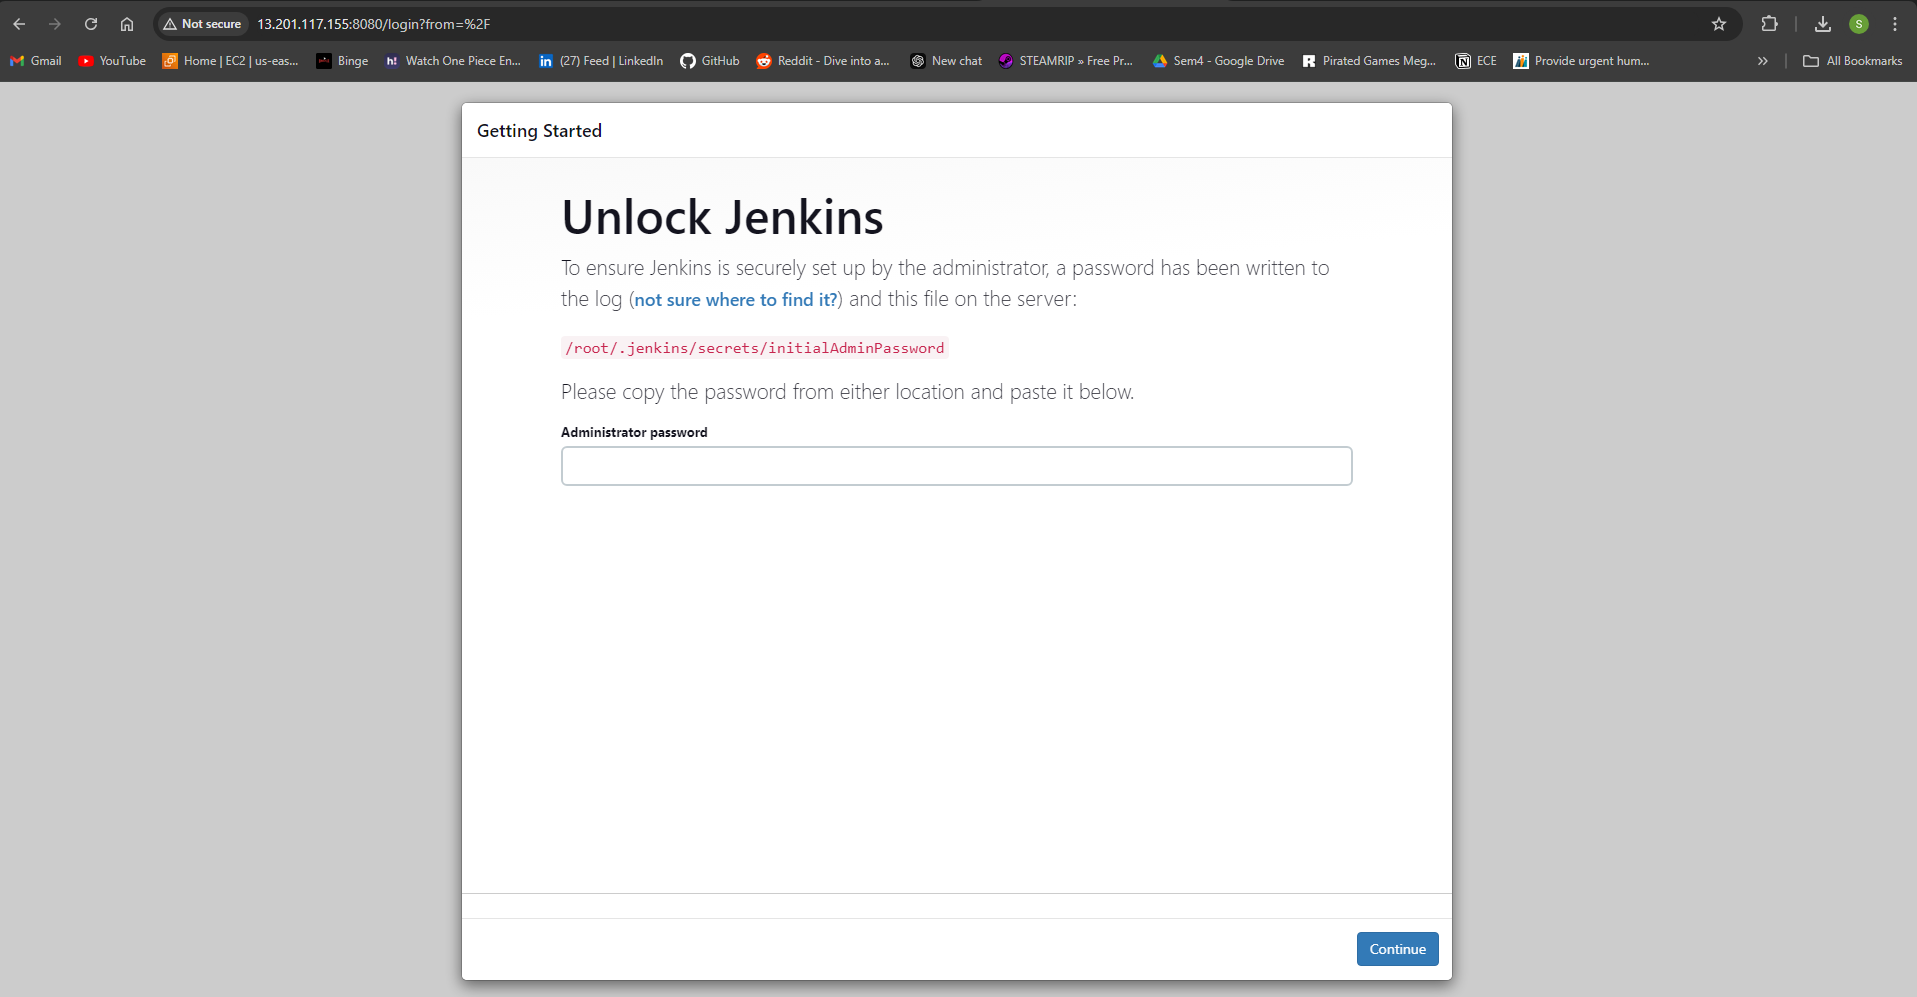 Not secure 13.201.117.155:8080/login?from=%2F S
Gmail YouTube Home | EC2 | us-eas... Binge h! Watch One Piece En... in (27) Feed | LinkedIn GitHub Reddit - Dive into a... New chat STEAMRIP » Free Pr... Sem4 - Google Drive R Pirated Games Meg... N ECE Provide urgent hum... » All Bookmarks
Getting Started
Unlock Jenkins
To ensure Jenkins is securely set up by the administrator, a password has been written to
the log (not sure where to find it?) and this file on the server:
/root/.jenkins/secrets/initialAdminPassword
Please copy the password from either location and paste it below.
Administrator password
Continue